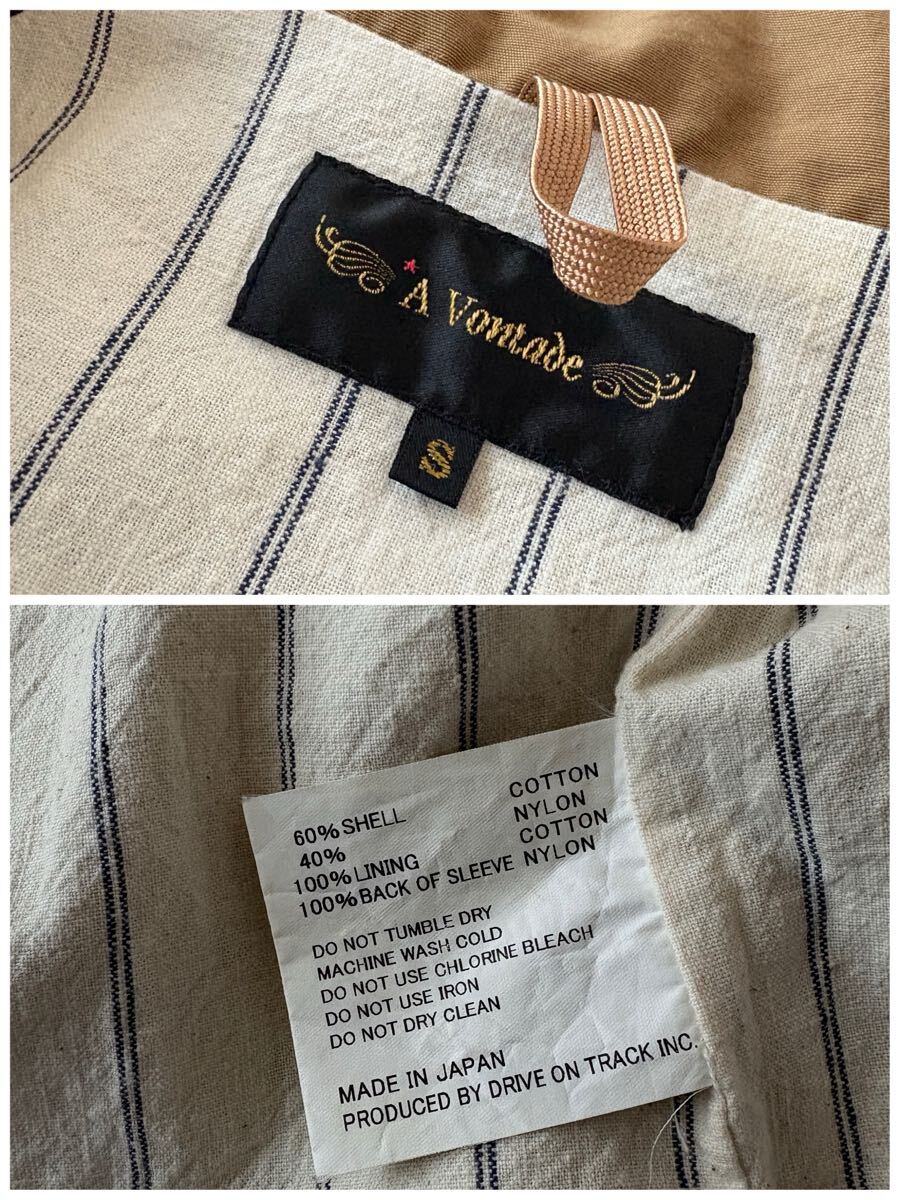 A Vontade
S
60% SHELL COTTON
40% NYLON
100% LINING COTTON
100% BACK OF SLEEVE NYLON
DO NOT TUMBLE DRY
MACHINE WASH COLD
DO NOT USE CHLORINE BLEACH
DO NOT USE IRON
DO NOT DRY CLEAN
MADE IN JAPAN
PRODUCED BY DRIVE ON TRACK INC.